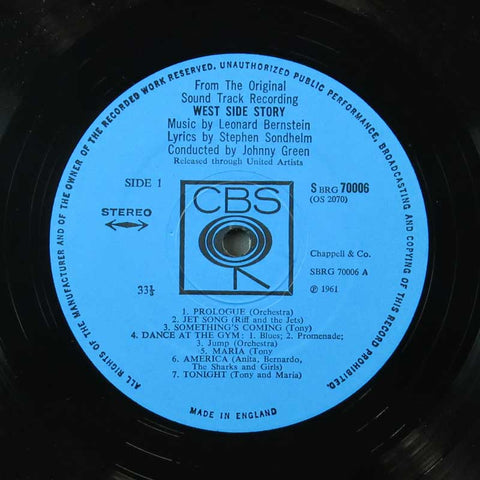 ALL RIGHTS OF THE MANUFACTURER AND OF THE OWNER OF THE RECORDED WORK RESERVED. UNAUTHORIZED PUBLIC PERFORMANCE, BROADCASTING AND COPYING OF THIS RECORD PROHIBITED.
From The Original
Sound Track Recording
WEST SIDE STORY
Music by Leonard Bernstein
Lyrics by Stephen Sondheim
Conducted by Johnny Green
Released through United Artists
SIDE 1
S BRG 70006
(OS 2070)
STEREO
CBS
Chappell & Co.
SBRG 70006 A
33⅓
℗ 1961
1. PROLOGUE (Orchestra)
2. JET SONG (Riff and the Jets)
3. SOMETHING'S COMING (Tony)
4. DANCE AT THE GYM: 1. Blues; 2. Promenade;
3. Jump (Orchestra)
5. MARIA (Tony
6. AMERICA (Anita, Bernardo,
The Sharks and Girls)
7. TONIGHT (Tony and Maria)
MADE IN ENGLAND